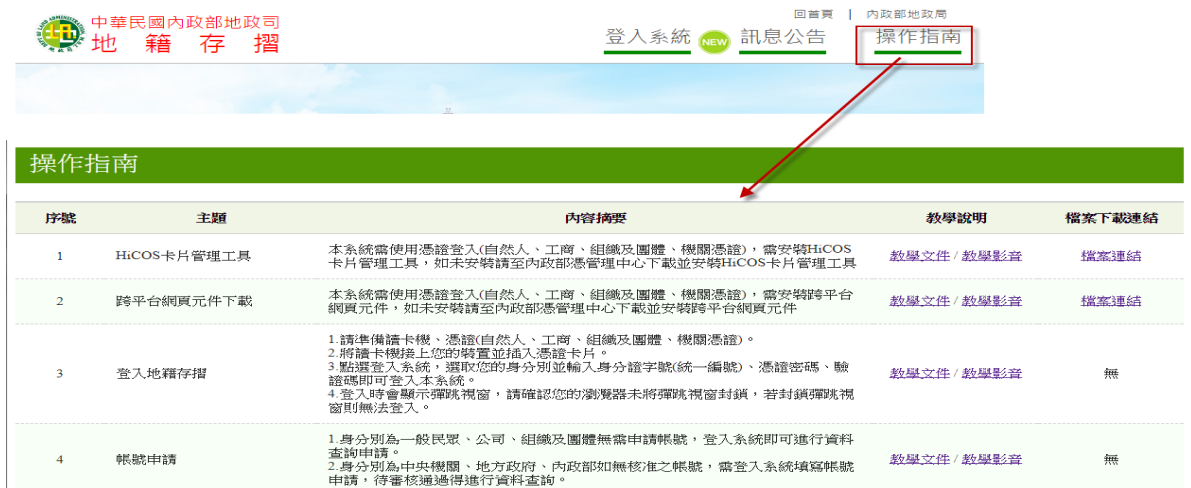 回首頁 | 內政部地政局
中華民國內政部地政司
地籍存摺
登入系統 NEW 訊息公告 操作指南
操作指南
序號 主題 內容摘要 教學說明 檔案下載連結
1 HiCOS卡片管理工具 本系統需使用憑證登入(自然人、工商、組織及團體、機關憑證)，需安裝HiCOS
卡片管理工具，如未安裝請至內政部憑管理中心下載並安裝HiCOS卡片管理工具 教學文件 / 教學影音 檔案連結
2 跨平台網頁元件下載 本系統需使用憑證登入(自然人、工商、組織及團體、機關憑證)，需安裝跨平台
網頁元件，如未安裝請至內政部憑管理中心下載並安裝跨平台網頁元件 教學文件 / 教學影音 檔案連結
1.請準備讀卡機、憑證(自然人、工商、組織及團體、機關憑證)。
2.將讀卡機接上您的裝置並插入憑證卡片。
3 登入地籍存摺 3.點選登入系統，選取您的身分別並輸入身分證字號(統一編號)、憑證密碼、驗
證碼即可登入本系統。 教學文件 / 教學影音 無
4.登入時會顯示彈跳視窗，請確認您的瀏覽器未將彈跳視窗封鎖，若封鎖彈跳視
窗則無法登入。
1.身分別為一般民眾、公司、組織及團體無需申請帳號，登入系統即可進行資料
查詢申請。
4 帳號申請 2.身分別為中央機關、地方政府、內政部如無核准之帳號，需登入系統填寫帳號 教學文件 / 教學影音 無
申請，待審核通過得進行資料查詢。